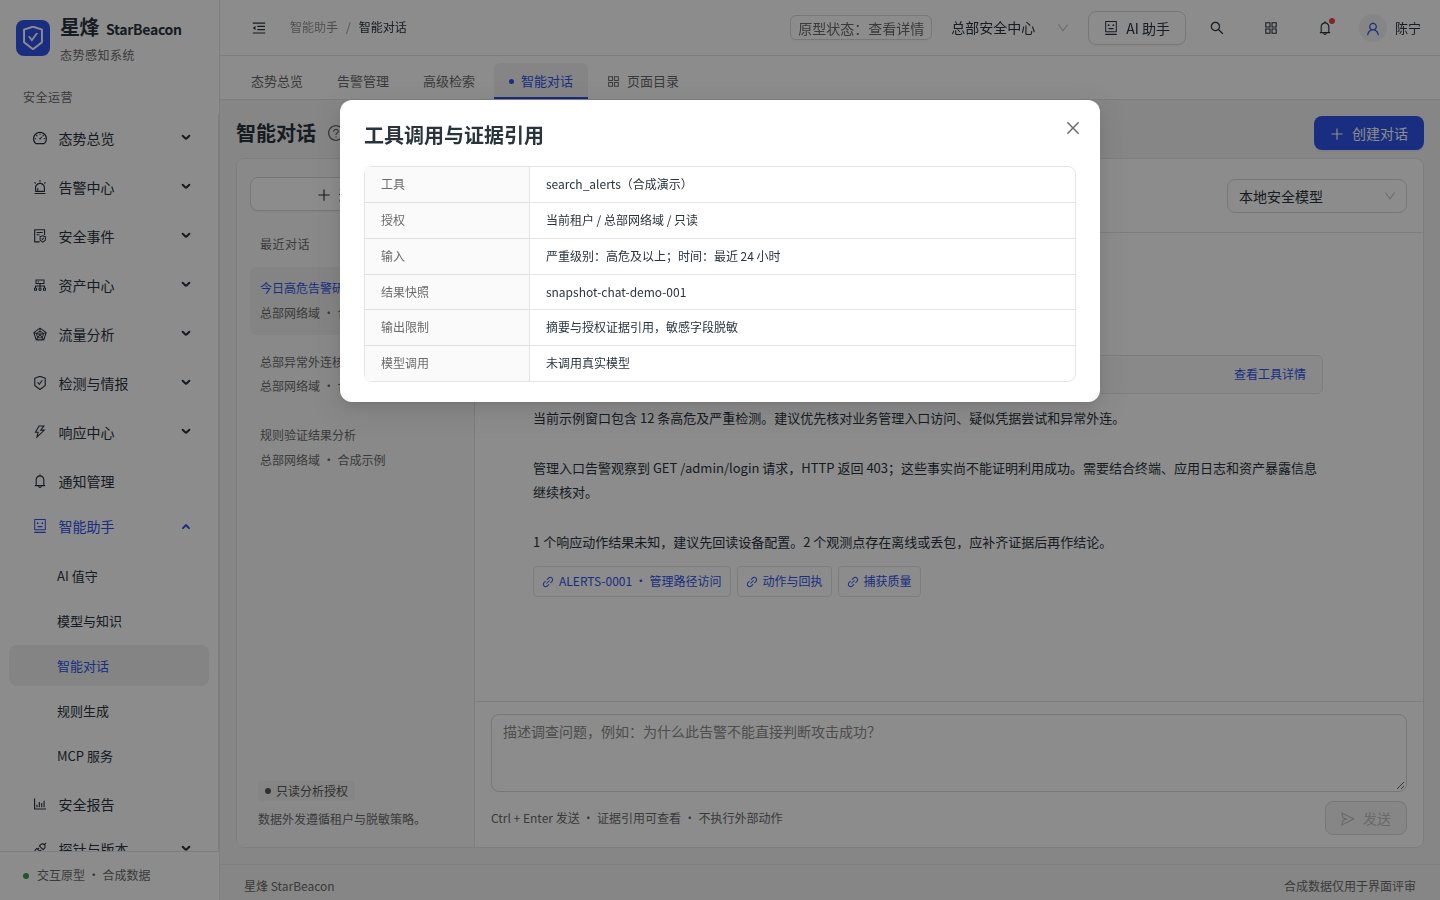 星烽 StarBeacon
态势感知系统
智能助手 / 智能对话
原型状态：查看详情
总部安全中心
AI 助手
陈宁
态势总览
告警管理
高级检索
智能对话
页面目录
安全运营
态势总览
告警中心
安全事件
资产中心
流量分析
检测与情报
响应中心
通知管理
智能助手
AI 值守
模型与知识
智能对话
规则生成
MCP 服务
安全报告
探针与版本
交互原型 · 合成数据
智能对话
创建对话
最近对话
今日高危告警研
总部网络域 ·
总部异常外连核
总部网络域 ·
规则验证结果分析
总部网络域 · 合成示例
只读分析授权
数据外发遵循租户与脱敏策略。
本地安全模型
工具调用与证据引用
工具 search_alerts（合成演示）
授权 当前租户 / 总部网络域 / 只读
输入 严重级别：高危及以上；时间：最近 24 小时
结果快照 snapshot-chat-demo-001
输出限制 摘要与授权证据引用，敏感字段脱敏
模型调用 未调用真实模型
查看工具详情
当前示例窗口包含 12 条高危及严重检测。建议优先核对业务管理入口访问、疑似凭据尝试和异常外连。
管理入口告警观察到 GET /admin/login 请求，HTTP 返回 403；这些事实尚不能证明利用成功。需要结合终端、应用日志和资产暴露信息
继续核对。
1 个响应动作结果未知，建议先回读设备配置。2 个观测点存在离线或丢包，应补齐证据后再作结论。
ALERTS-0001 · 管理路径访问
动作与回执
捕获质量
描述调查问题，例如：为什么此告警不能直接判断攻击成功？
Ctrl + Enter 发送 · 证据引用可查看 · 不执行外部动作
发送
星烽 StarBeacon
合成数据仅用于界面评审